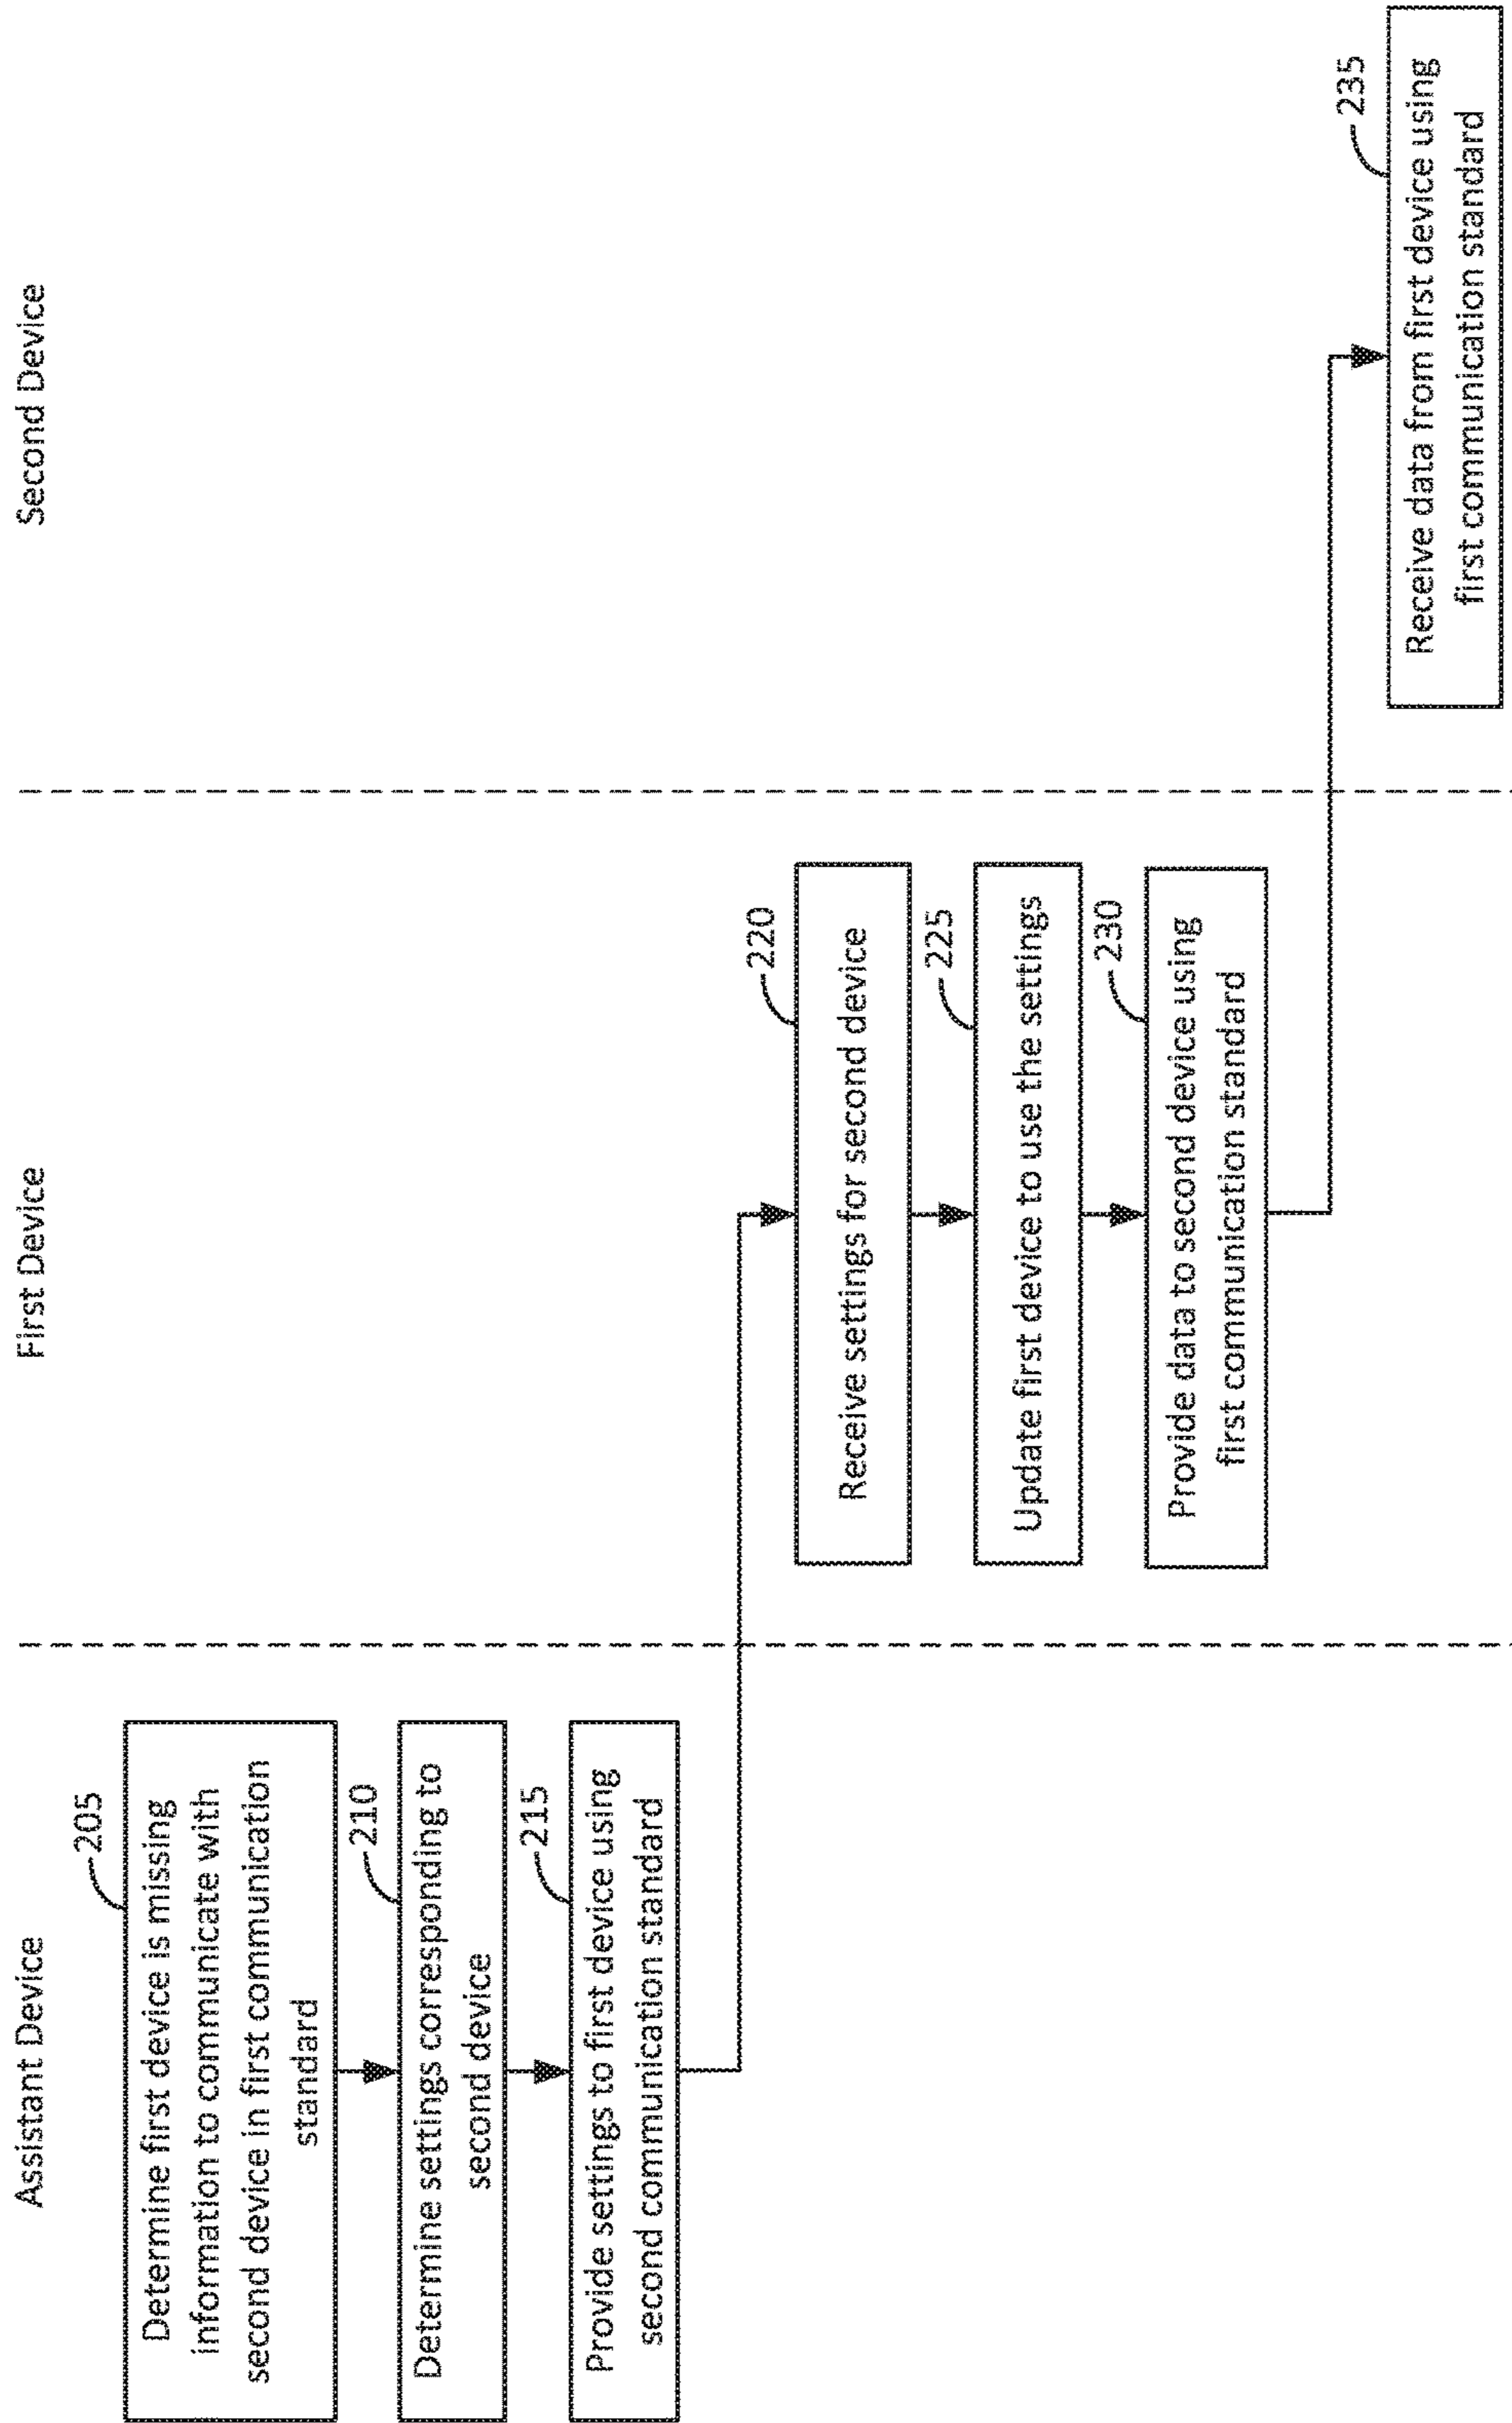 Assistant Device
First Device
Second Device
205
Determine first device is missing
information to communicate with
second device in first communication
standard
210
Determine settings corresponding to
second device
215
Provide settings to first device using
second communication standard
220
Receive settings for second device
225
Update first device to use the settings
230
Provide data to second device using
first communication standard
235
Receive data from first device using
first communication standard